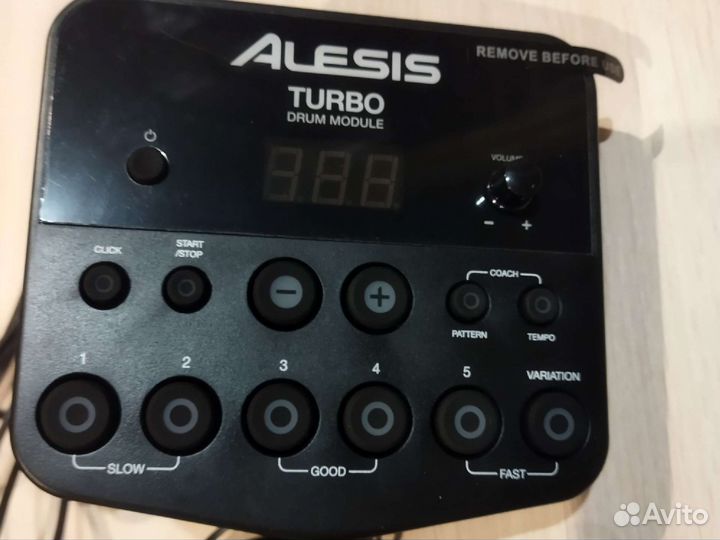 ALESIS
REMOVE BEFORE USE
TURBO
DRUM MODULE
VOLUME
- +
CLICK
START
/STOP
- +
COACH
PATTERN
TEMPO
1 2 3 4 5 VARIATION
SLOW GOOD FAST
Avito